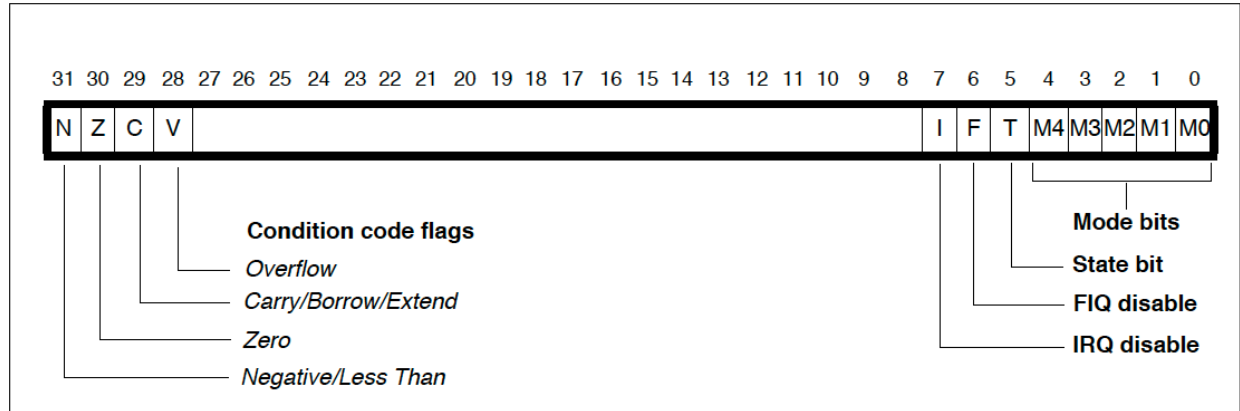 31 30 29 28 27 26 25 24 23 22 21 20 19 18 17 16 15 14 13 12 11 10 9 8 7 6 5 4 3 2 1 0
N Z C V I F T M4 M3 M2 M1 M0
Condition code flags
Overflow
Carry/Borrow/Extend
Zero
Negative/Less Than
Mode bits
State bit
FIQ disable
IRQ disable